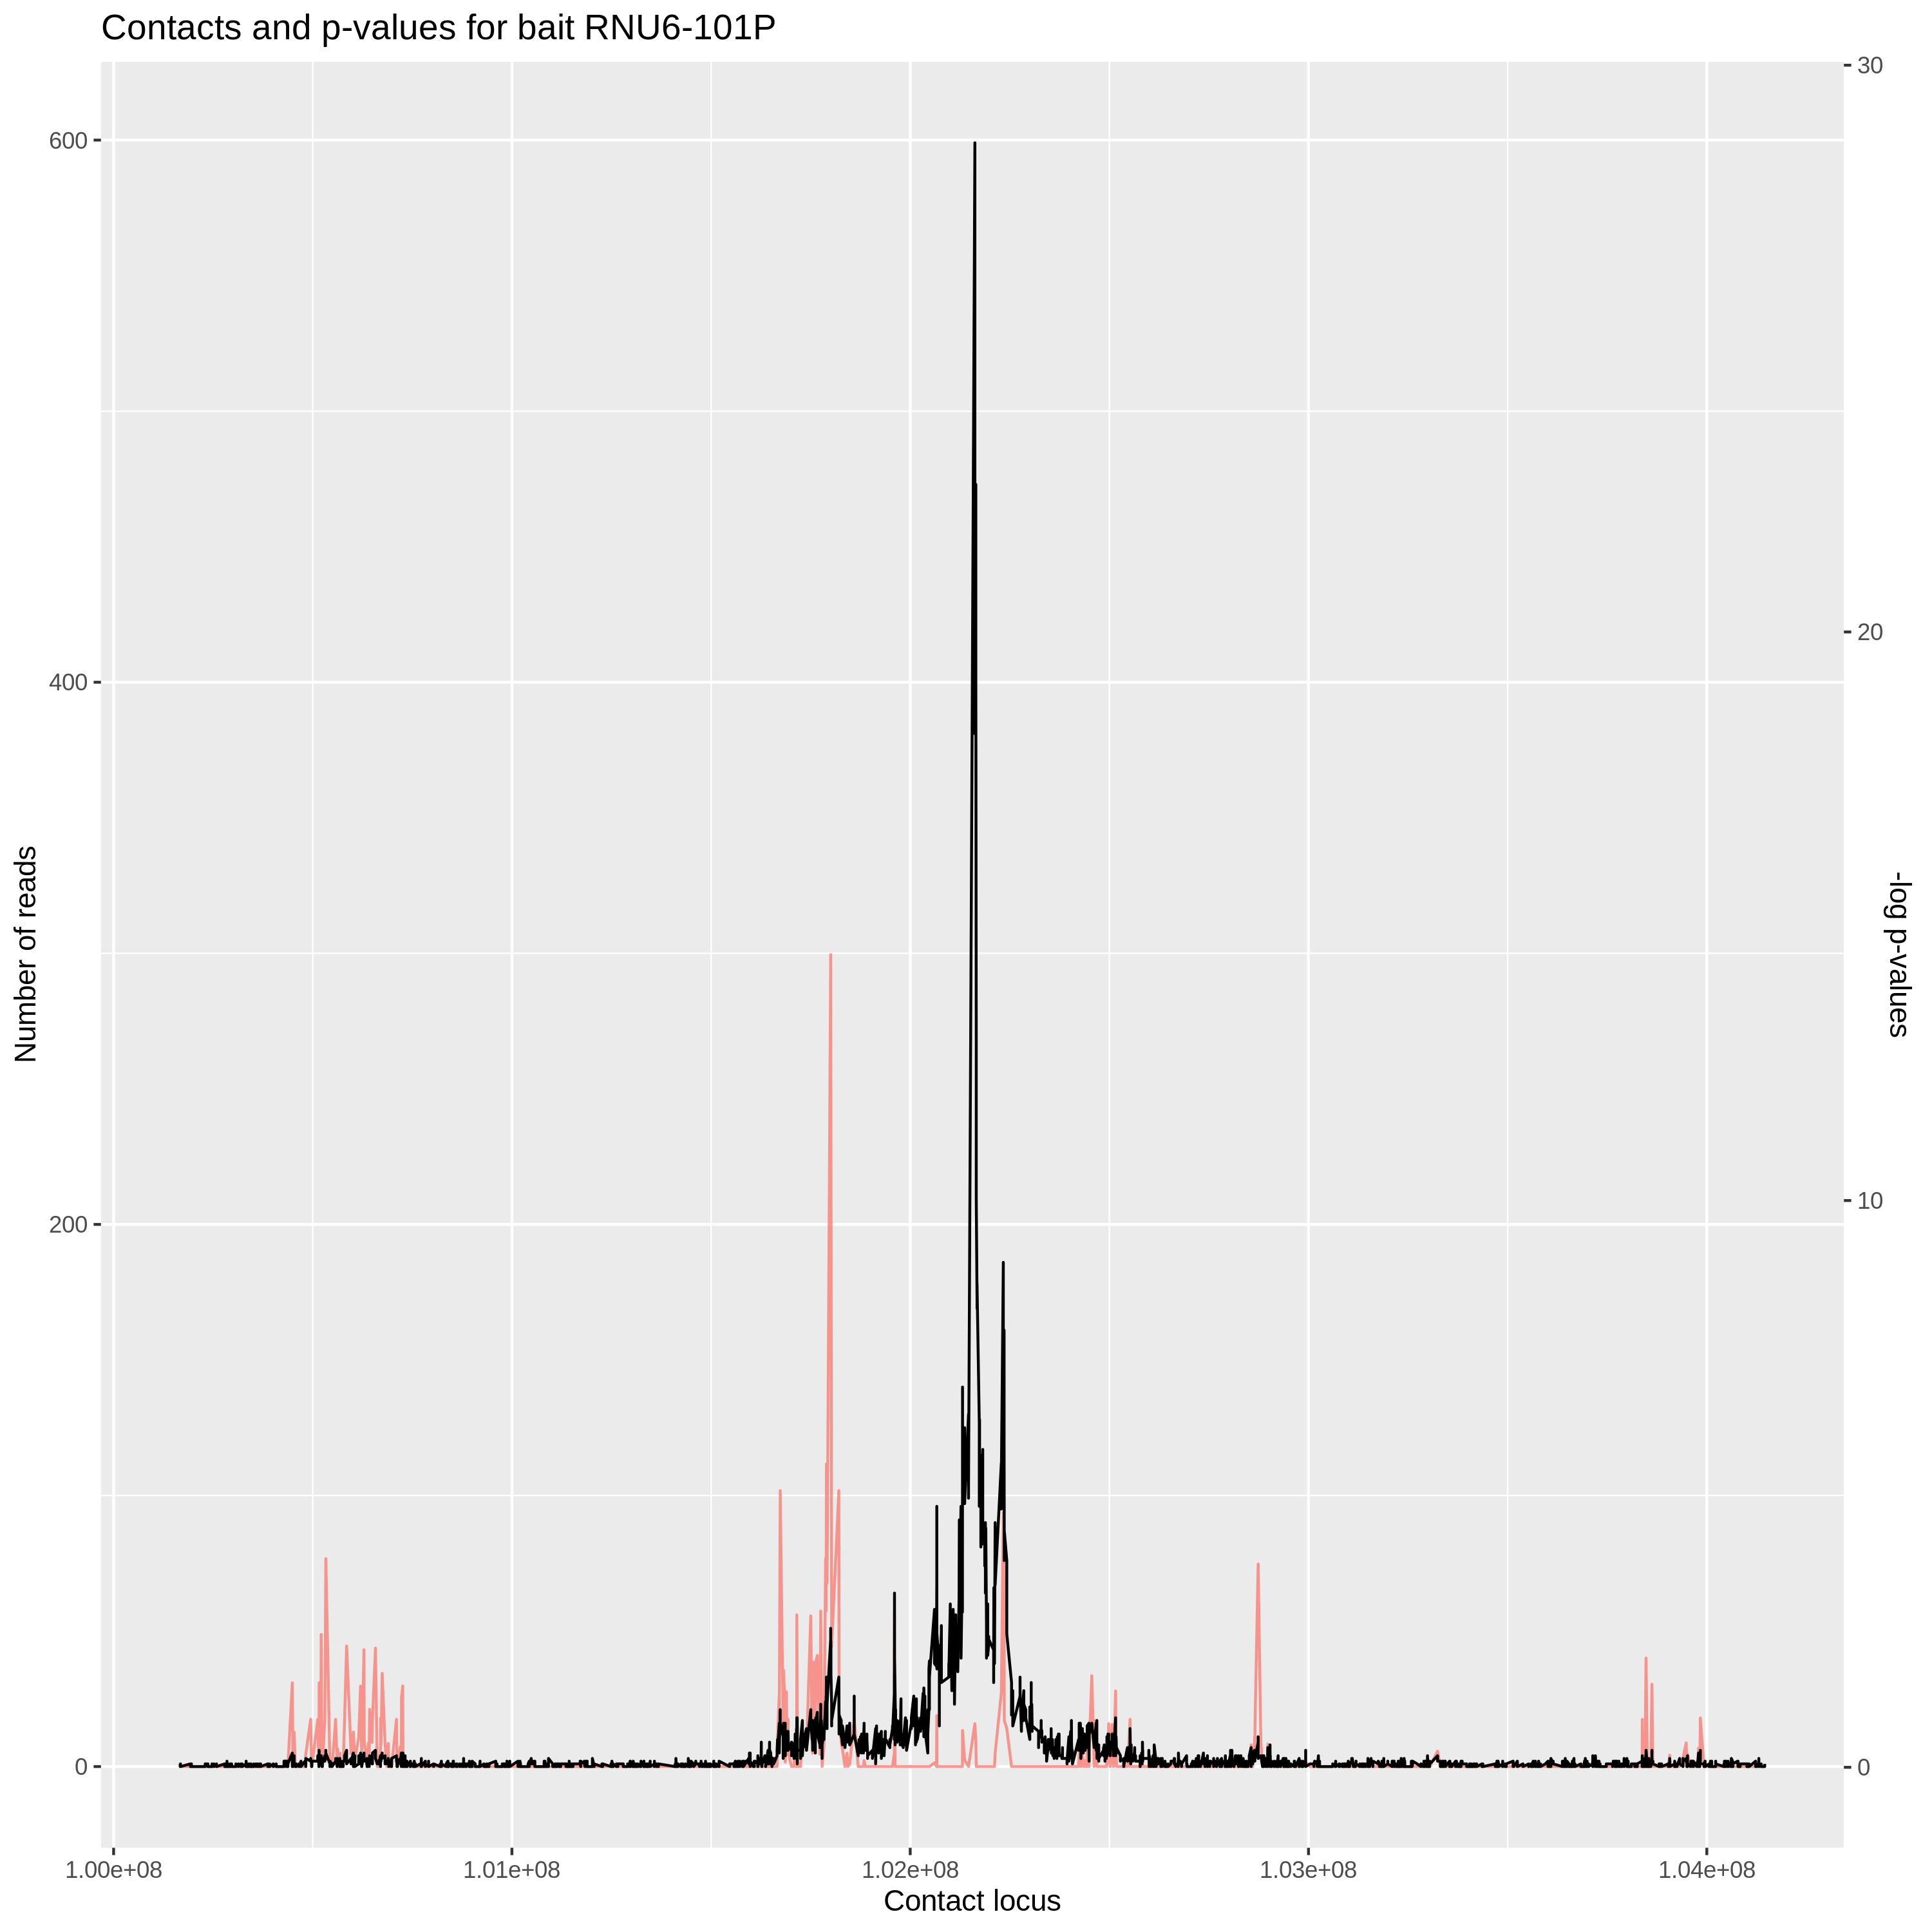 Contacts and p-values for bait RNU6-101P
30
600
20
400
Number of reads
-log p-values
10
200
0
0
1.00e+08
1.01e+08
1.02e+08
1.03e+08
1.04e+08
Contact locus